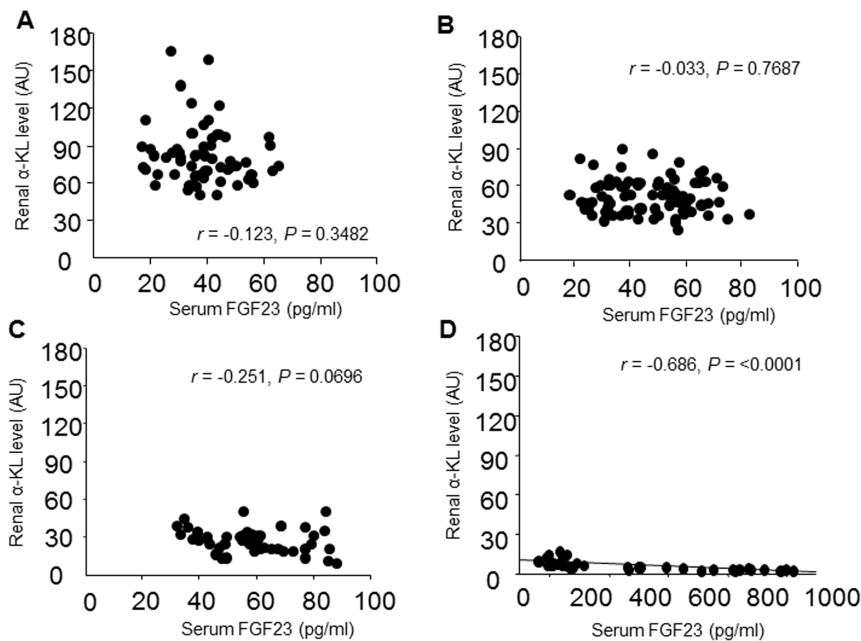 A
180
150
120
90
60
30
0
Renal α-KL level (AU)
r = -0.123, P = 0.3482
0 20 40 60 80 100
Serum FGF23 (pg/ml)
B
180
150
120
90
60
30
0
Renal α-KL level (AU)
r = -0.033, P = 0.7687
0 20 40 60 80 100
Serum FGF23 (pg/ml)
C
180
150
120
90
60
30
0
Renal α-KL level (AU)
r = -0.251, P = 0.0696
0 20 40 60 80 100
Serum FGF23 (pg/ml)
D
180
150
120
90
60
30
0
Renal α-KL level (AU)
r = -0.686, P = <0.0001
0 200 400 600 800 1000
Serum FGF23 (pg/ml)